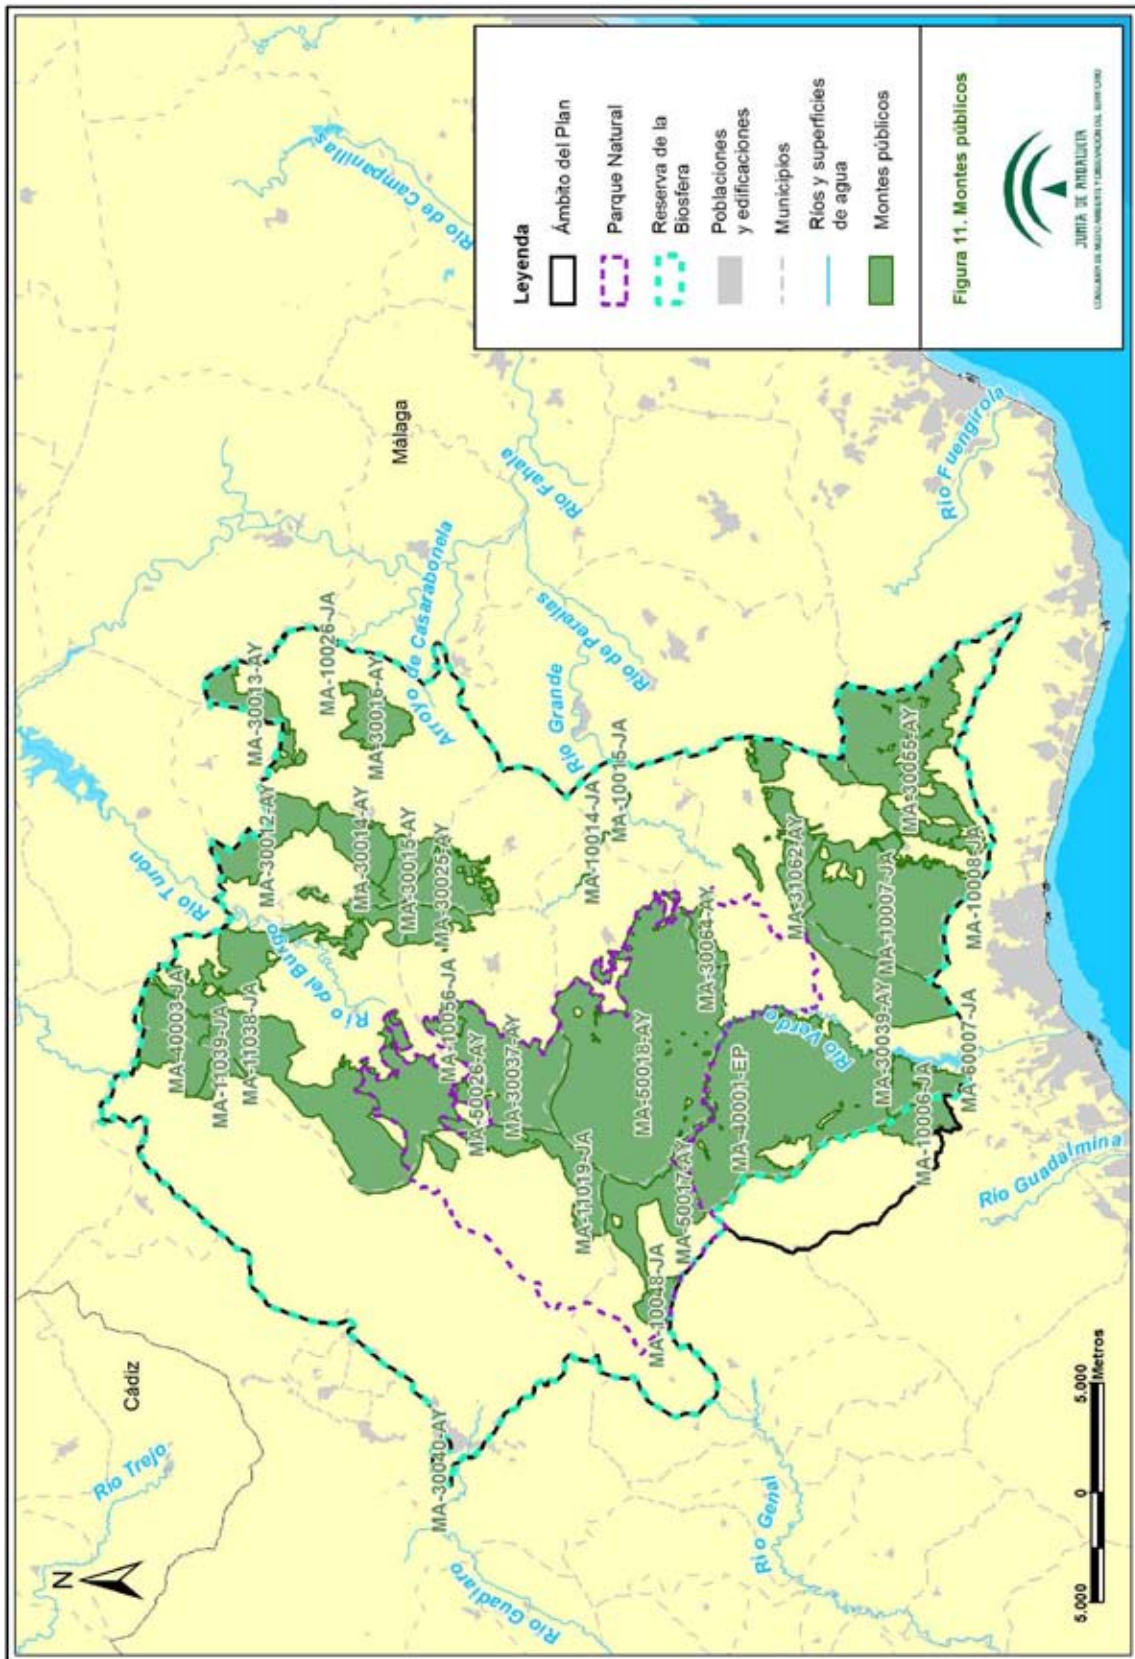 N
Cádiz
Málaga
Río Trejo
Río Guadiaro
Río Genal
Río Guadalmina
Río Verde
Río del Burgo
Río Turón
Río Grande
Río de Pereilas
Río Fahala
Arroyo de Casarabonela
Río de Campanillas
Río Fuengirola
MA-30040-AY
MA-40003-JA
MA-11039-JA
MA-11038-JA
MA-30012-AY
MA-30013-AY
MA-10026-JA
MA-30016-AY
MA-30014-AY
MA-30015-AY
MA-30025-AY
MA-10056-JA
MA-50026-AY
MA-30037-AY
MA-11019-JA
MA-10014-JA
MA-10015-JA
MA-50018-AY
MA-10048-JA
MA-50017-AY
MA-30064-AY
MA-40001-EP
MA-31062-AY
MA-30039-AY
MA-10007-JA
MA-30055-AY
MA-10006-JA
MA-60007-JA
MA-10008-JA
5.000
0
5.000
Metros
Leyenda
Ámbito del Plan
Parque Natural
Reserva de la
Biosfera
Poblaciones
y edificaciones
Municipios
Ríos y superficies
de agua
Montes públicos
Figura 11. Montes públicos
JUNTA DE ANDALUCIA
CONSEJERÍA DE MEDIO AMBIENTE Y ORDENACIÓN DEL TERRITORIO